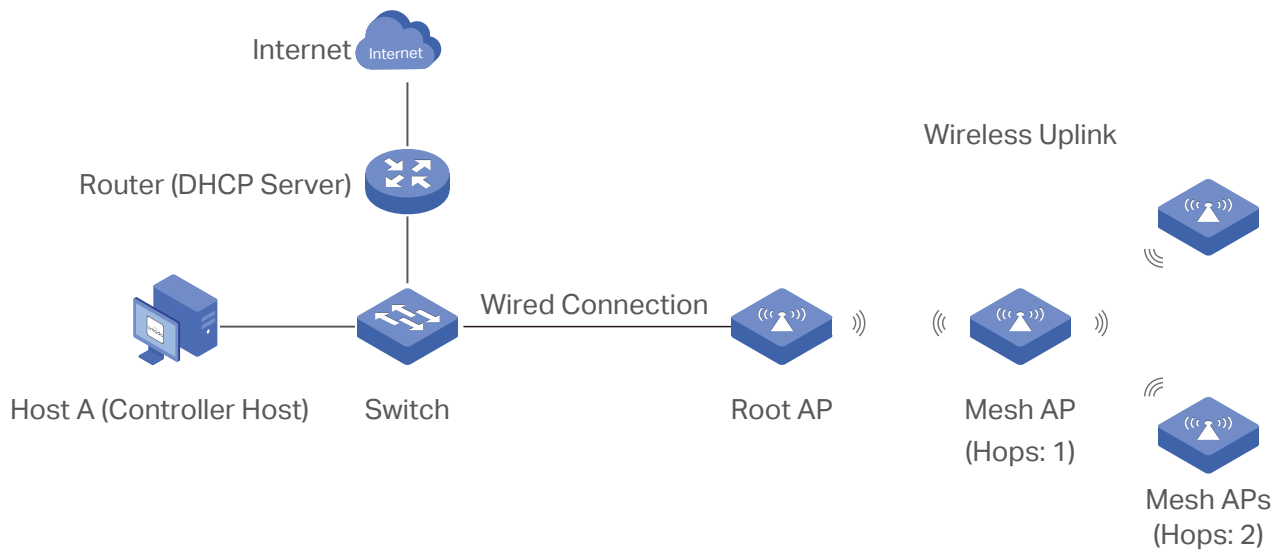 Internet
Internet
Wireless Uplink
Router (DHCP Server)
Wired Connection
Host A (Controller Host)
Switch
Root AP
Mesh AP
(Hops: 1)
Mesh APs
(Hops: 2)